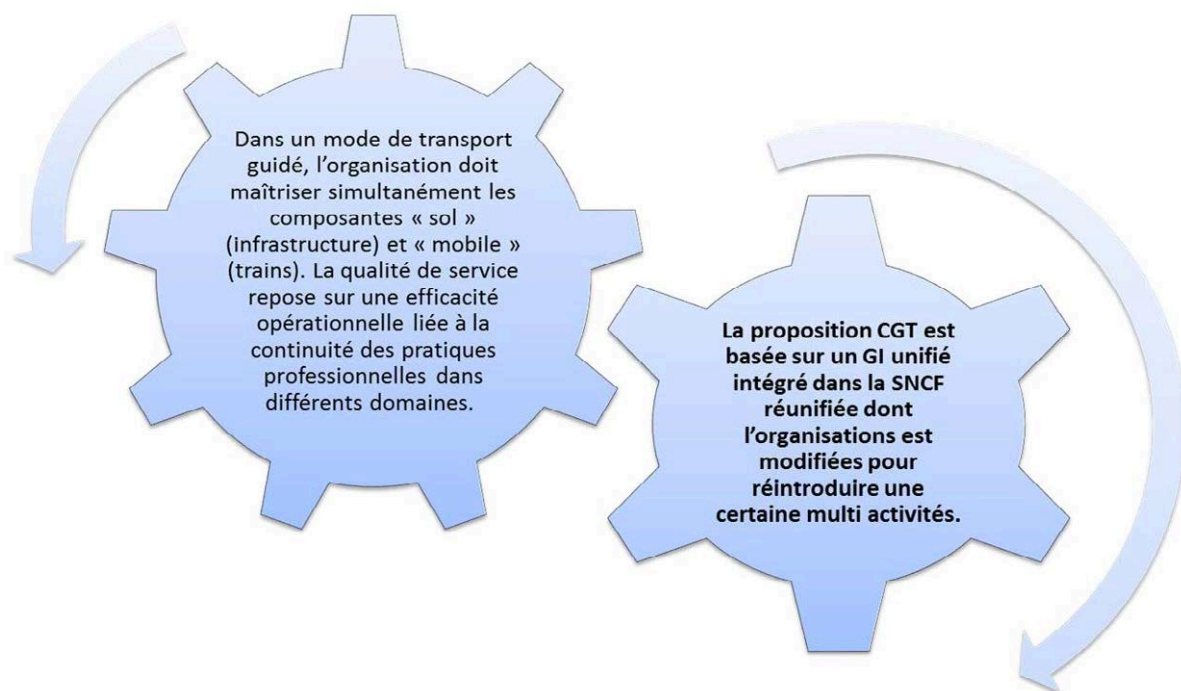 Dans un mode de transport
guidé, l’organisation doit
maîtriser simultanément les
composantes « sol »
(infrastructure) et « mobile »
(trains). La qualité de service
repose sur une efficacité
opérationnelle liée à la
continuité des pratiques
professionnelles dans
différents domaines.
La proposition CGT est
basée sur un GI unifié
intégré dans la SNCF
réunifiée dont
l’organisations est
modifiées pour
réintroduire une
certaine multi activités.